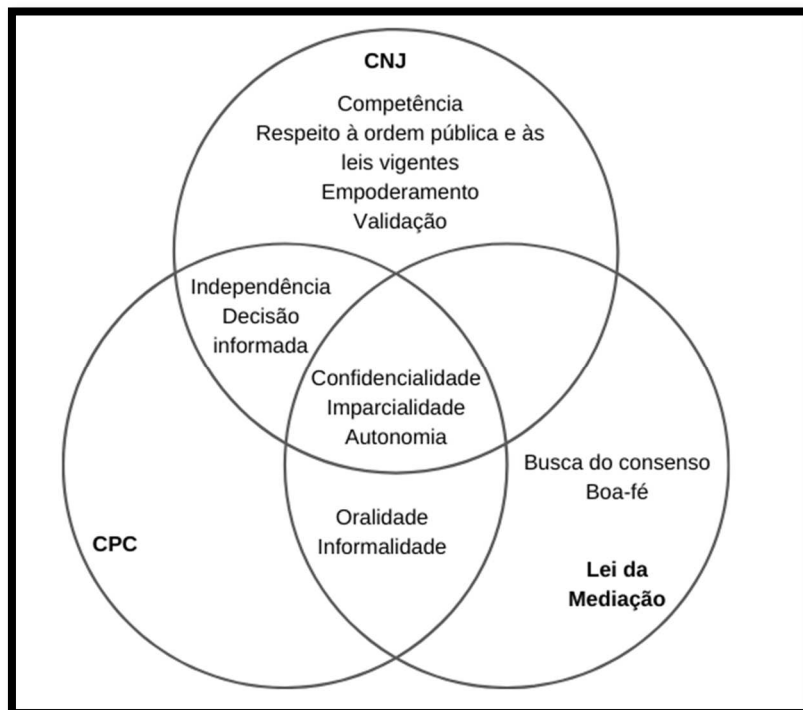 CNJ
Competência
Respeito à ordem pública e às
leis vigentes
Empoderamento
Validação
Independência
Decisão
informada
Confidencialidade
Imparcialidade
Autonomia
Busca do consenso
Boa-fé
Oralidade
Informalidade
CPC
Lei da
Mediação